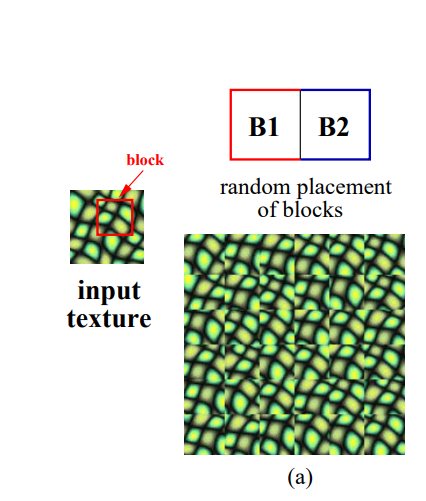 B1 B2
block
random placement
of blocks
input
texture
(a)